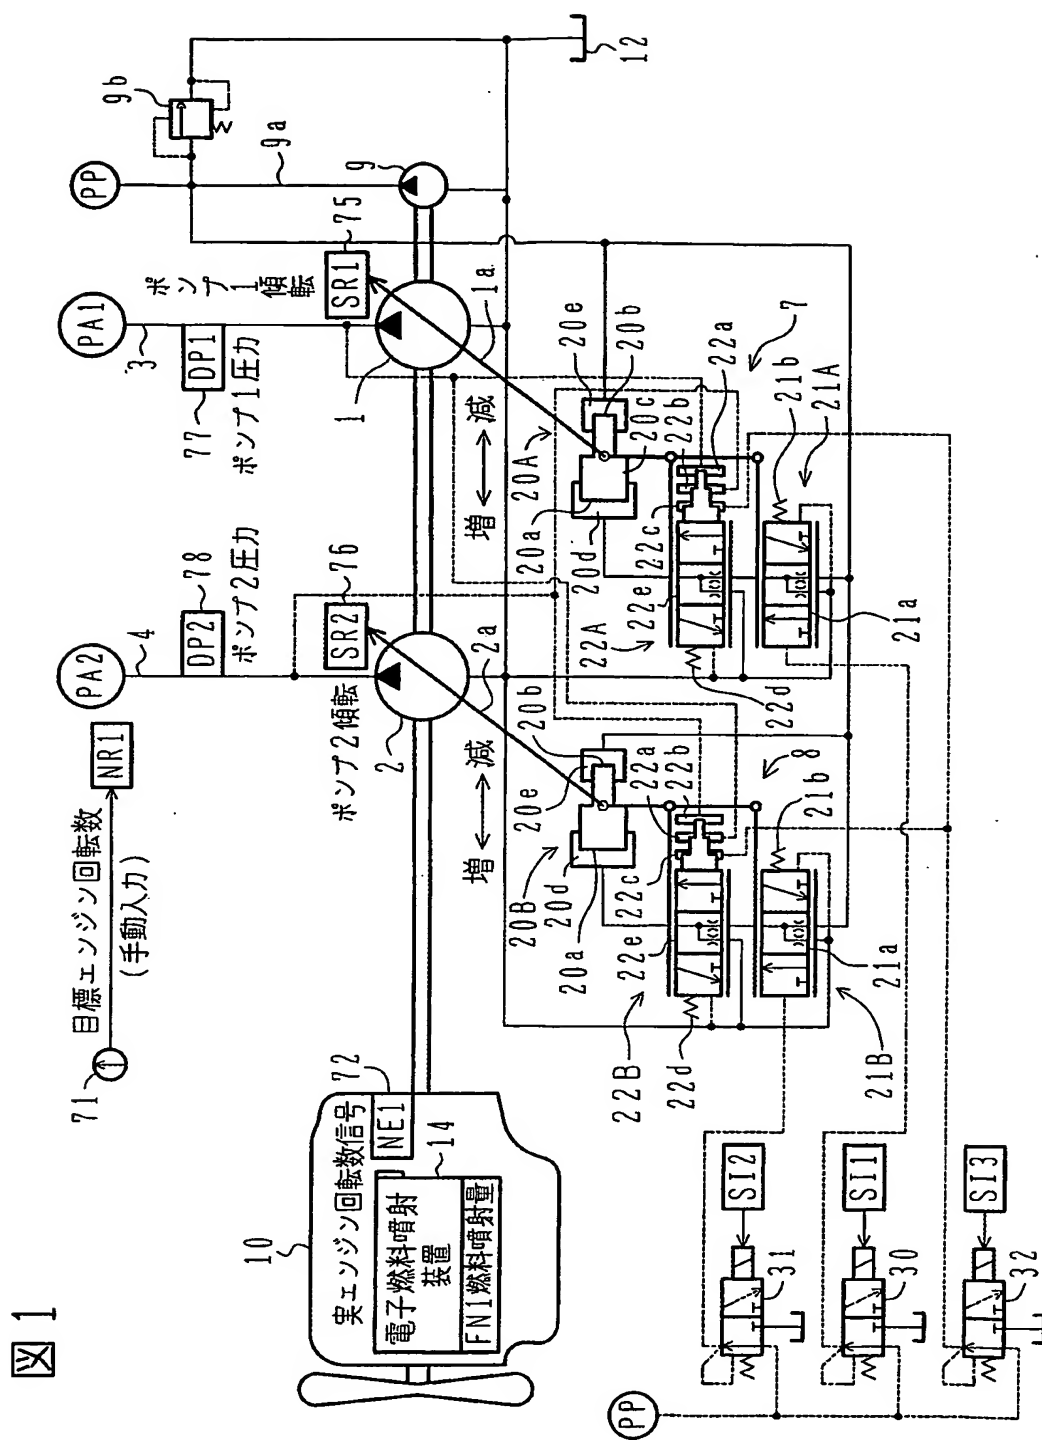 図1
10
実エンジン回転数信号
NE1
72
電子燃料噴射
装置
14
FN1燃料噴射量
71
目標エンジン回転数
(手動入力)
NR1
PA2
4
DP2
78
ポンプ2圧力
SR2
76
ポンプ2傾転
2
2a
PA1
3
DP1
77
ポンプ1圧力
ポンプ1傾転
SR1
75
1
1a
PP
9b
9a
9
12
増
減
20B
20d
20a
20e
20b
22a
22b
22c
22e
22B
22d
8
21b
21a
21B
増
減
20A
20a
20d
20e
20b
20c
22b
22a
22c
22e
22A
22d
7
21b
21A
21a
SI2
31
SI1
30
SI3
32
PP